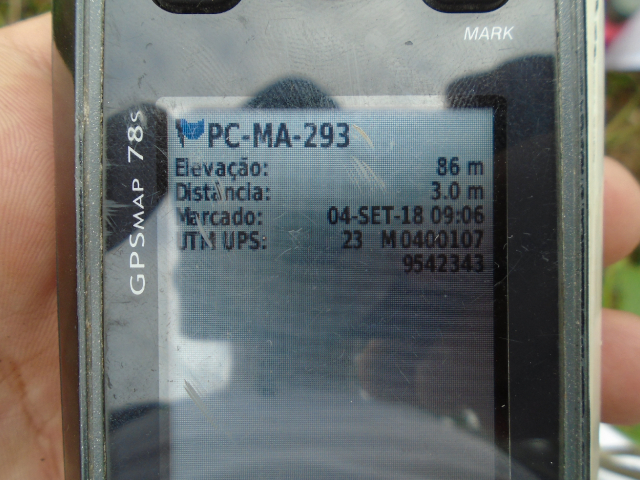 MARK
GPSMAP 78s
PC-MA-293
Elevação: 86 m
Distância: 3.0 m
Marcado: 04-SET-18 09:06
UTM UPS: 23 M 0400107
9542343